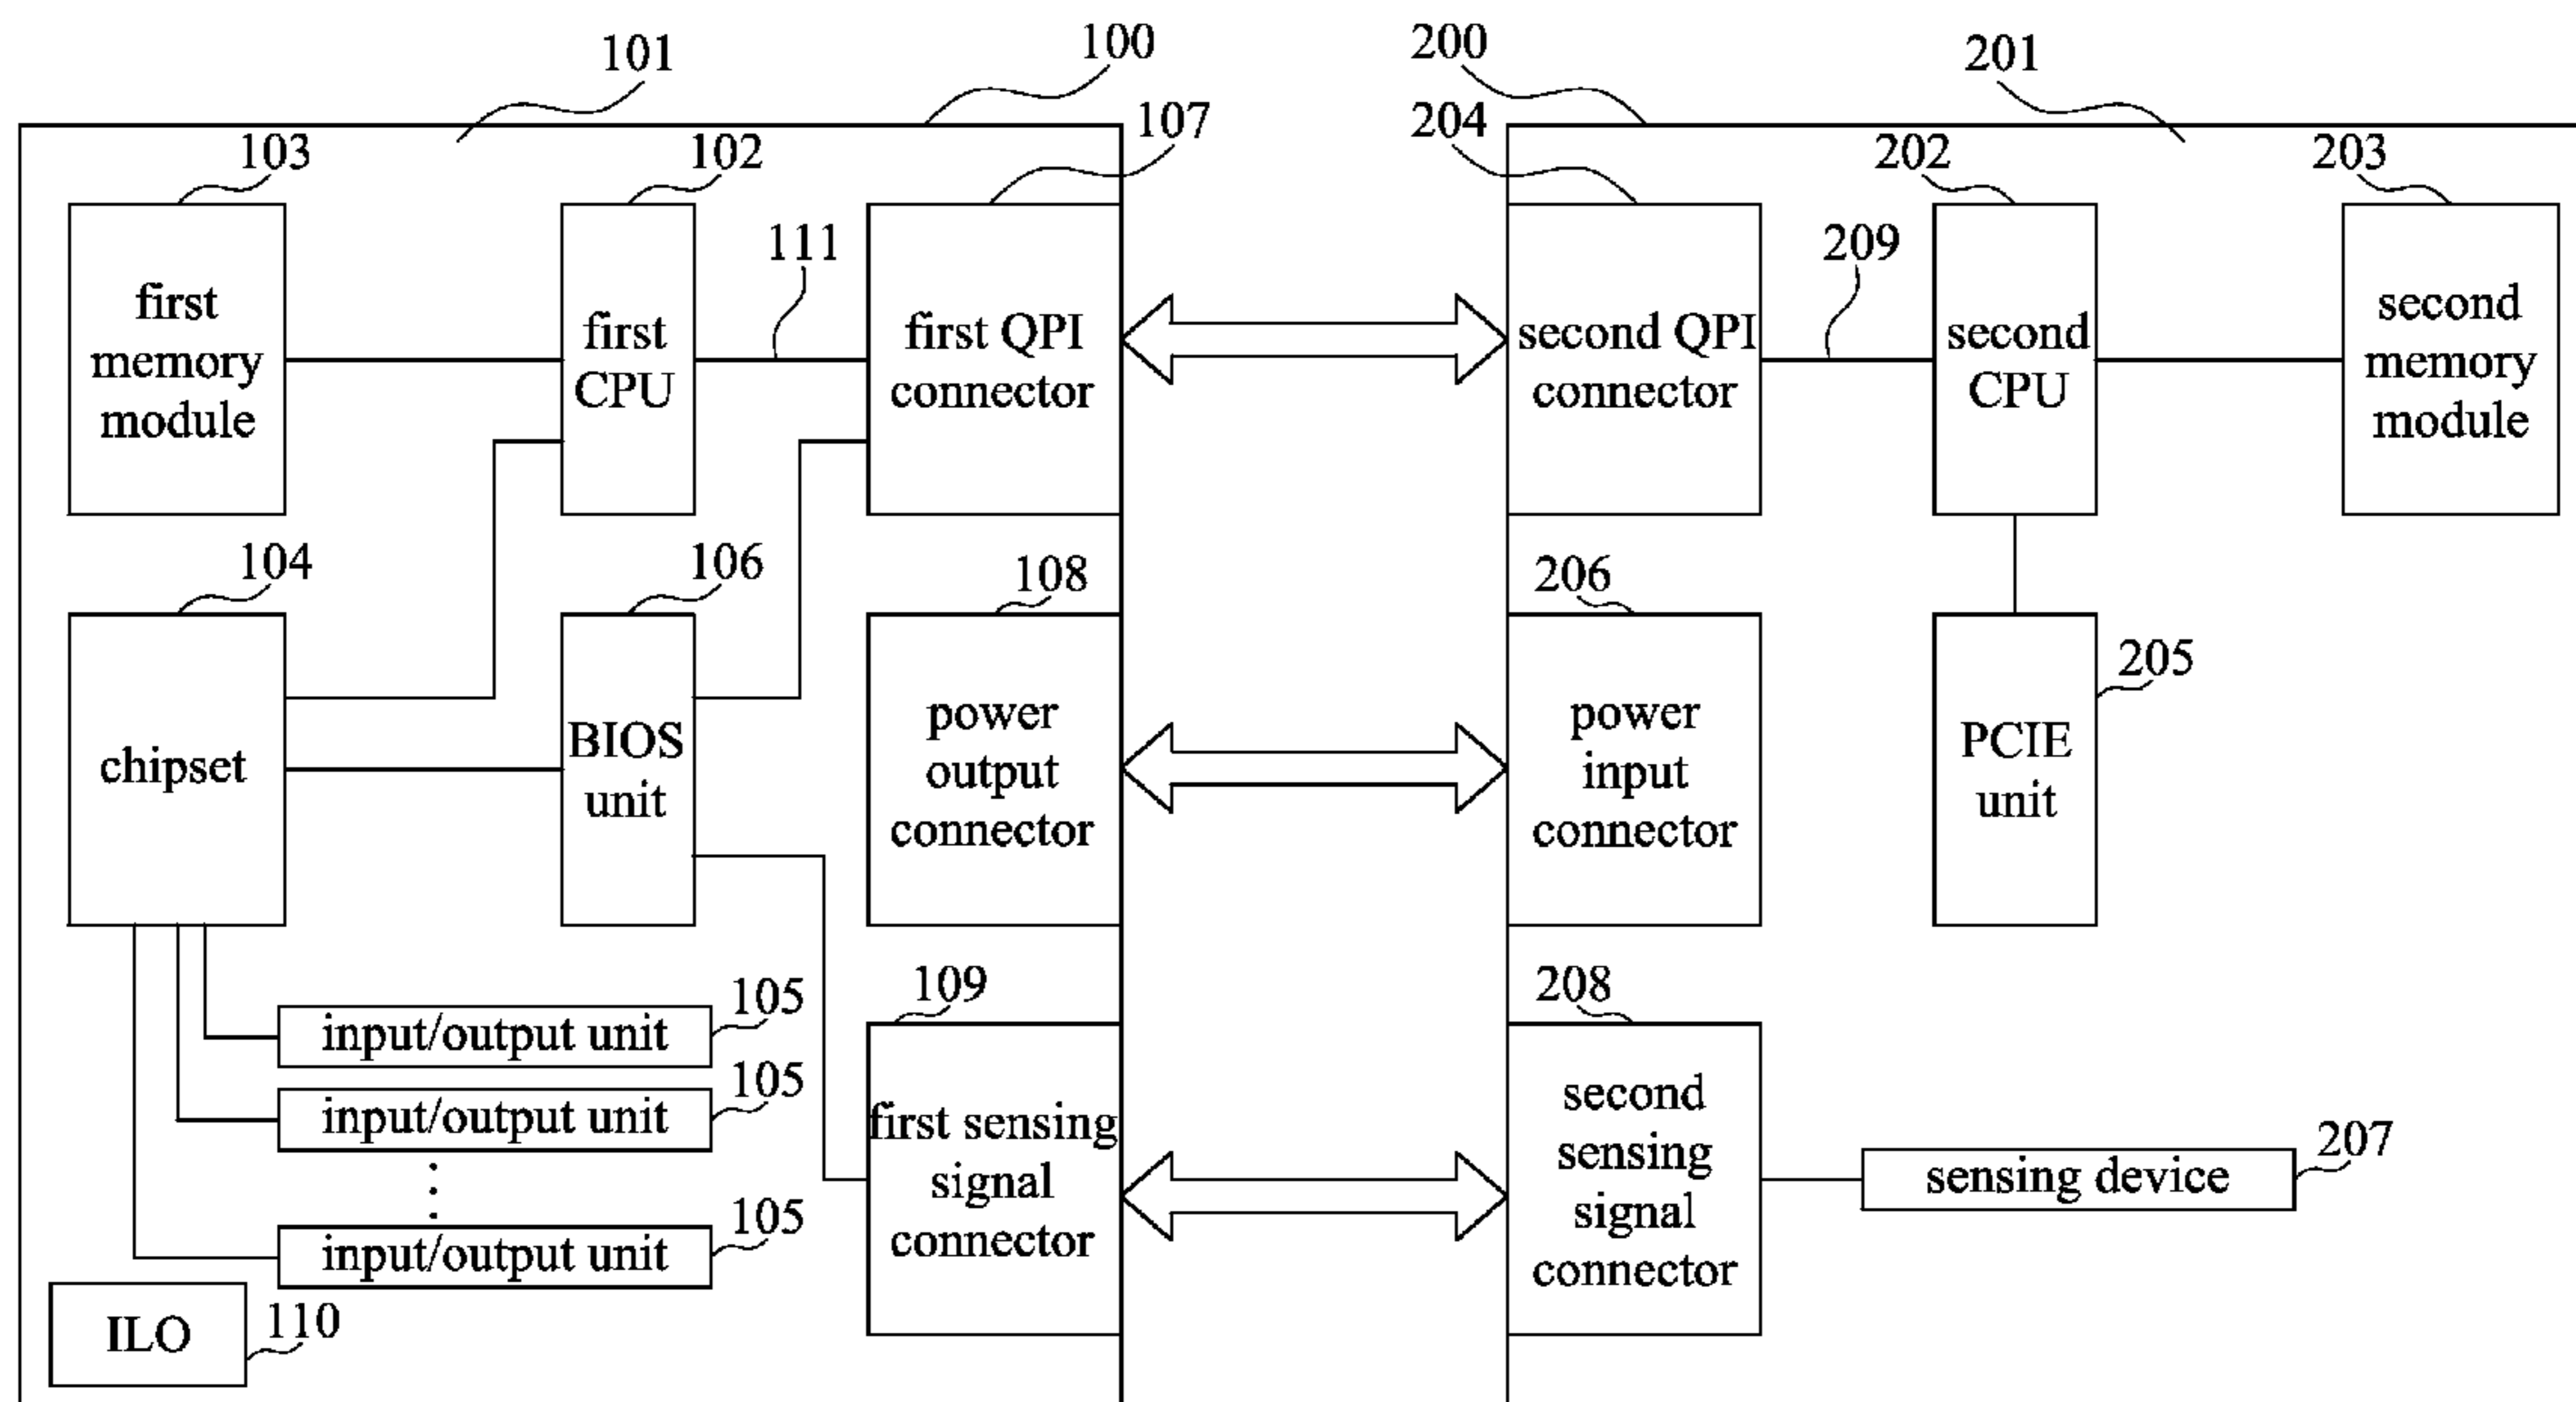 101
100
200
201
107
204
103
102
202
203
111
209
first
memory
module
first
CPU
first QPI
connector
second QPI
connector
second
CPU
second
memory
module
104
106
108
206
205
chipset
BIOS
unit
power
output
connector
power
input
connector
PCIE
unit
109
208
input/output unit
105
input/output unit
105
input/output unit
105
first sensing
signal
connector
second
sensing
signal
connector
sensing device
207
ILO
110